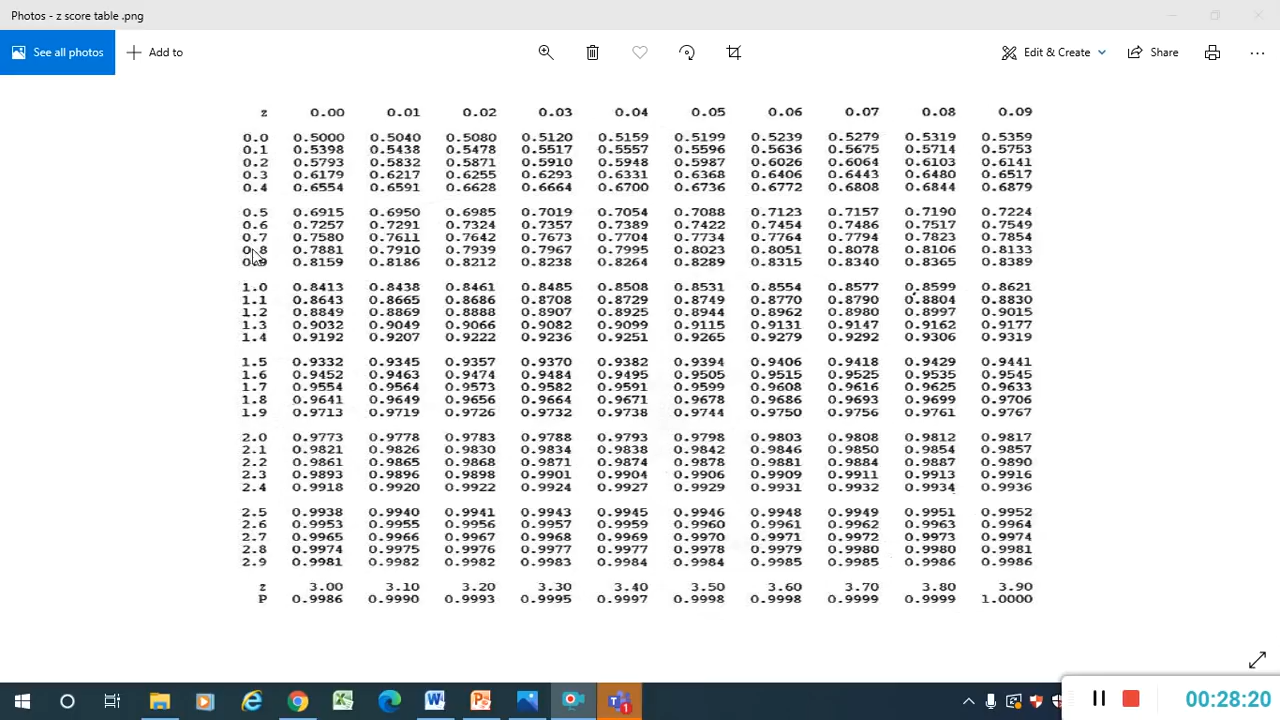 Photos - z score table .png
See all photos Add to Edit & Create Share
z 0.00 0.01 0.02 0.03 0.04 0.05 0.06 0.07 0.08 0.09
0.0 0.5000 0.5040 0.5080 0.5120 0.5159 0.5199 0.5239 0.5279 0.5319 0.5359
0.1 0.5398 0.5438 0.5478 0.5517 0.5557 0.5596 0.5636 0.5675 0.5714 0.5753
0.2 0.5793 0.5832 0.5871 0.5910 0.5948 0.5987 0.6026 0.6064 0.6103 0.6141
0.3 0.6179 0.6217 0.6255 0.6293 0.6331 0.6368 0.6406 0.6443 0.6480 0.6517
0.4 0.6554 0.6591 0.6628 0.6664 0.6700 0.6736 0.6772 0.6808 0.6844 0.6879
0.5 0.6915 0.6950 0.6985 0.7019 0.7054 0.7088 0.7123 0.7157 0.7190 0.7224
0.6 0.7257 0.7291 0.7324 0.7357 0.7389 0.7422 0.7454 0.7486 0.7517 0.7549
0.7 0.7580 0.7611 0.7642 0.7673 0.7704 0.7734 0.7764 0.7794 0.7823 0.7854
0.8 0.7881 0.7910 0.7939 0.7967 0.7995 0.8023 0.8051 0.8078 0.8106 0.8133
0.9 0.8159 0.8186 0.8212 0.8238 0.8264 0.8289 0.8315 0.8340 0.8365 0.8389
1.0 0.8413 0.8438 0.8461 0.8485 0.8508 0.8531 0.8554 0.8577 0.8599 0.8621
1.1 0.8643 0.8665 0.8686 0.8708 0.8729 0.8749 0.8770 0.8790 0.8804 0.8830
1.2 0.8849 0.8869 0.8888 0.8907 0.8925 0.8944 0.8962 0.8980 0.8997 0.9015
1.3 0.9032 0.9049 0.9066 0.9082 0.9099 0.9115 0.9131 0.9147 0.9162 0.9177
1.4 0.9192 0.9207 0.9222 0.9236 0.9251 0.9265 0.9279 0.9292 0.9306 0.9319
1.5 0.9332 0.9345 0.9357 0.9370 0.9382 0.9394 0.9406 0.9418 0.9429 0.9441
1.6 0.9452 0.9463 0.9474 0.9484 0.9495 0.9505 0.9515 0.9525 0.9535 0.9545
1.7 0.9554 0.9564 0.9573 0.9582 0.9591 0.9599 0.9608 0.9616 0.9625 0.9633
1.8 0.9641 0.9649 0.9656 0.9664 0.9671 0.9678 0.9686 0.9693 0.9699 0.9706
1.9 0.9713 0.9719 0.9726 0.9732 0.9738 0.9744 0.9750 0.9756 0.9761 0.9767
2.0 0.9773 0.9778 0.9783 0.9788 0.9793 0.9798 0.9803 0.9808 0.9812 0.9817
2.1 0.9821 0.9826 0.9830 0.9834 0.9838 0.9842 0.9846 0.9850 0.9854 0.9857
2.2 0.9861 0.9865 0.9868 0.9871 0.9874 0.9878 0.9881 0.9884 0.9887 0.9890
2.3 0.9893 0.9896 0.9898 0.9901 0.9904 0.9906 0.9909 0.9911 0.9913 0.9916
2.4 0.9918 0.9920 0.9922 0.9924 0.9927 0.9929 0.9931 0.9932 0.9934 0.9936
2.5 0.9938 0.9940 0.9941 0.9943 0.9945 0.9946 0.9948 0.9949 0.9951 0.9952
2.6 0.9953 0.9955 0.9956 0.9957 0.9959 0.9960 0.9961 0.9962 0.9963 0.9964
2.7 0.9965 0.9966 0.9967 0.9968 0.9969 0.9970 0.9971 0.9972 0.9973 0.9974
2.8 0.9974 0.9975 0.9976 0.9977 0.9977 0.9978 0.9979 0.9980 0.9980 0.9981
2.9 0.9981 0.9982 0.9982 0.9983 0.9984 0.9984 0.9985 0.9985 0.9986 0.9986
z 3.00 3.10 3.20 3.30 3.40 3.50 3.60 3.70 3.80 3.90
P 0.9986 0.9990 0.9993 0.9995 0.9997 0.9998 0.9998 0.9999 0.9999 1.0000
00:28:20